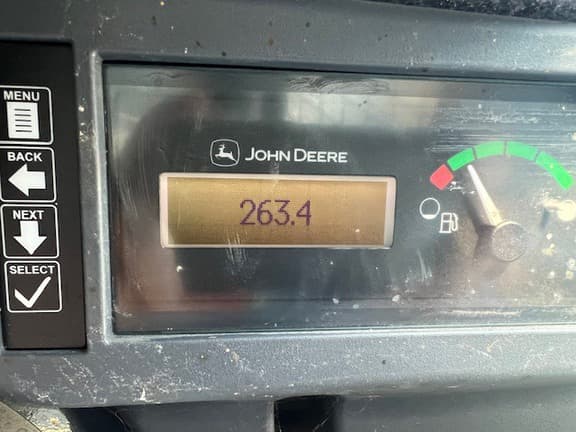 MENU
BACK
NEXT
SELECT
JOHN DEERE
263.4